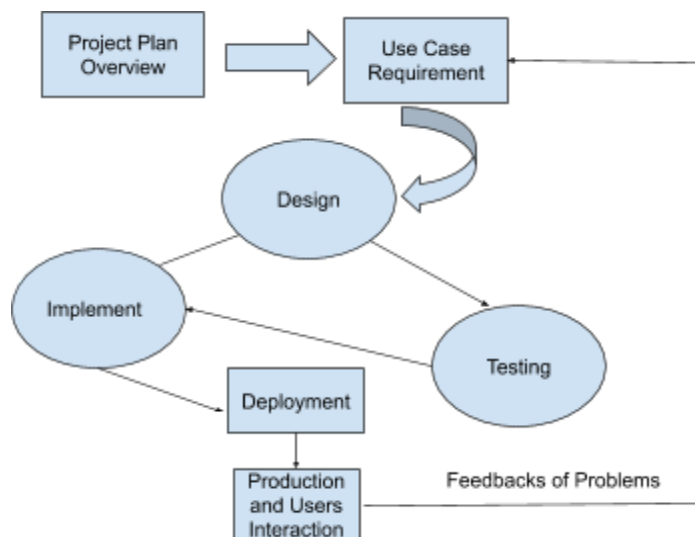 Project Plan
Overview
Use Case
Requirement
Design
Implement
Testing
Deployment
Production
and Users
Interaction
Feedbacks of Problems